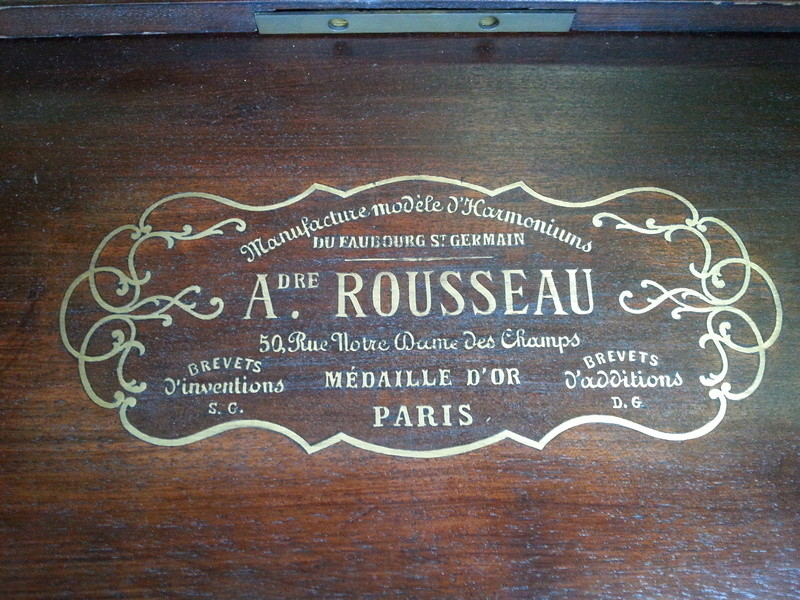 Manufacture modèle d'Harmoniums
DU FAUBOURG ST GERMAIN
ADRE. ROUSSEAU
50, Rue Notre Dame des Champs
BREVETS
d'inventions
S. G.
MÉDAILLE D'OR
PARIS
BREVETS
d'additions
D. G.